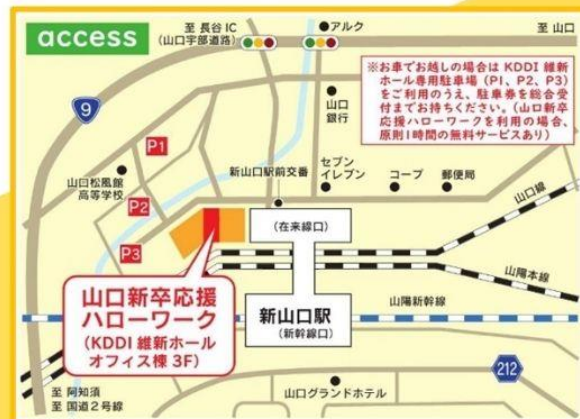 access
至 長谷IC
(山口宇部道路)
アルク
至 山口
※お車でお越しの場合は KDDI 維新
ホール専用駐車場 (P1、P2、P3)
をご利用のうえ、駐車券を総合受
付までお持ちください。(山口新卒
応援ハローワークを利用の場合、
原則1時間の無料サービスあり)
9
山口
銀行
P1
山口松風館
高等学校
新山口駅前交番
セブン
イレブン
コープ
郵便局
山口線
P2
(在来線口)
P3
山陽本線
山口新卒応援
ハローワーク
(KDDI 維新ホール
オフィス棟 3F)
新山口駅
(新幹線口)
山陽新幹線
212
至 阿知須
至 国道2号線
山口グランドホテル